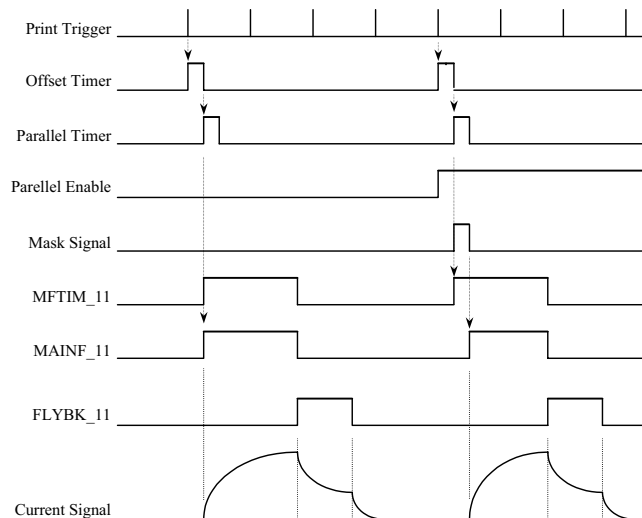 Print Trigger
Offset Timer
Parallel Timer
Parellel Enable
Mask Signal
MFTIM_11
MAINF_11
FLYBK_11
Current Signal